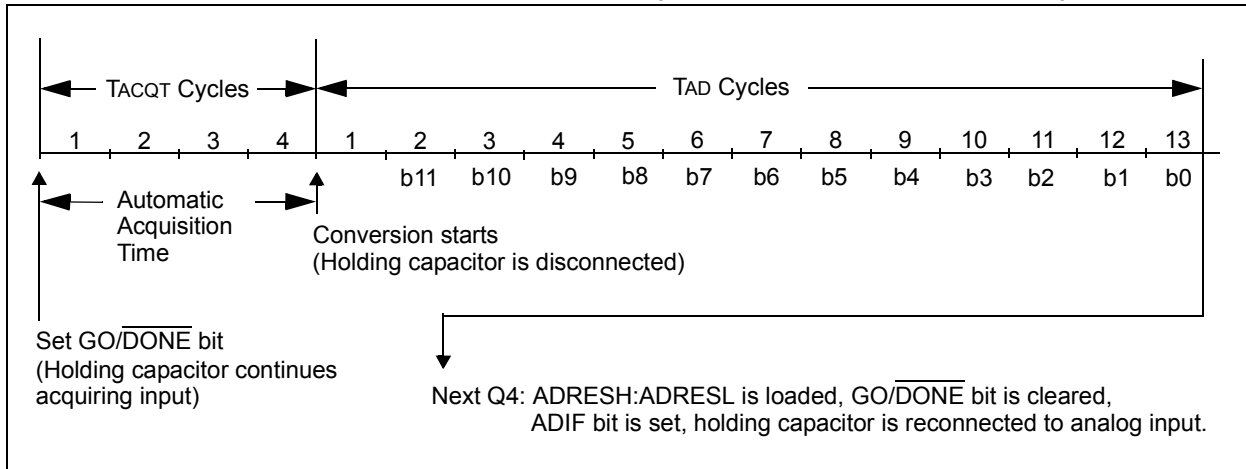 TACQT Cycles
TAD Cycles
1 2 3 4 1 2 3 4 5 6 7 8 9 10 11 12 13
b11 b10 b9 b8 b7 b6 b5 b4 b3 b2 b1 b0
Automatic
Acquisition
Time
Conversion starts
(Holding capacitor is disconnected)
Set GO/DONE bit
(Holding capacitor continues
acquiring input)
Next Q4: ADRESH:ADRESL is loaded, GO/DONE bit is cleared,
ADIF bit is set, holding capacitor is reconnected to analog input.